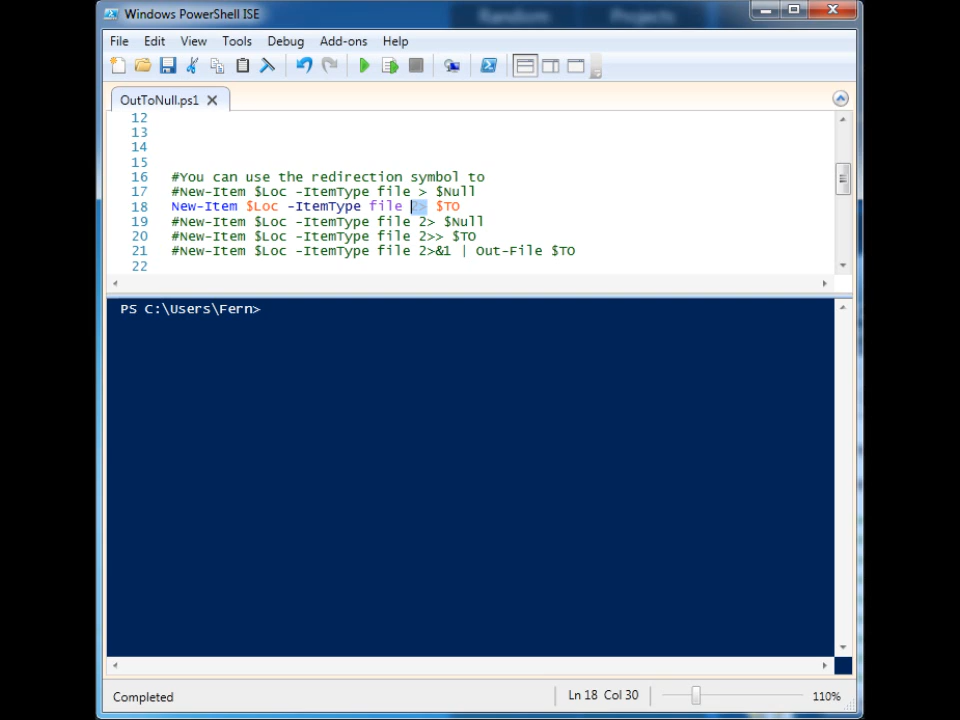 Random Projects
Windows PowerShell ISE
File Edit View Tools Debug Add-ons Help
OutToNull.ps1
12
13
14
15
16 #You can use the redirection symbol to
17 #New-Item $Loc -ItemType file > $Null
18 New-Item $Loc -ItemType file 2> $TO
19 #New-Item $Loc -ItemType file 2> $Null
20 #New-Item $Loc -ItemType file 2>> $TO
21 #New-Item $Loc -ItemType file 2>&1 | Out-File $TO
22
PS C:\Users\Fern>
Completed Ln 18 Col 30 110%